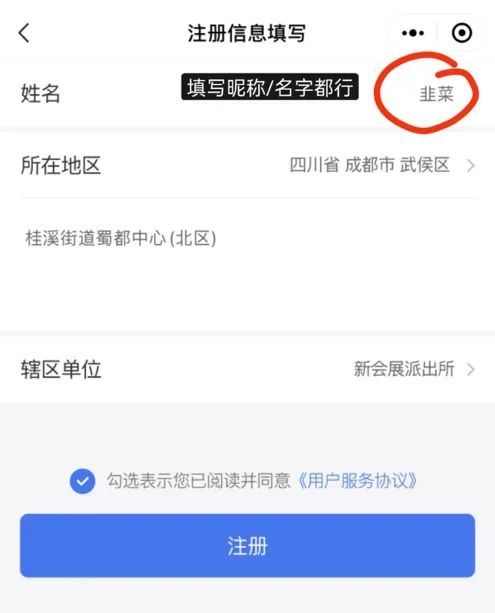 注册信息填写
姓名 填写昵称/名字都行 韭菜
所在地区 四川省 成都市 武侯区
桂溪街道蜀都中心(北区)
辖区单位 新会展派出所
勾选表示您已阅读并同意《用户服务协议》
注册